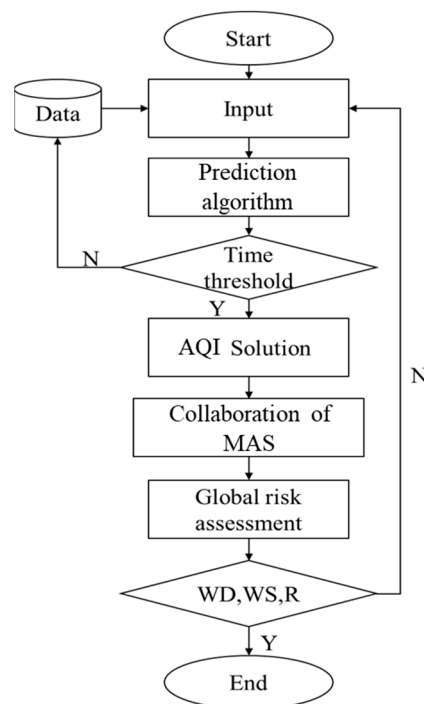 Start
Data
Input
Prediction
algorithm
N
Time
threshold
Y
AQI Solution
N
Collaboration of
MAS
Global risk
assessment
WD,WS,R
Y
End